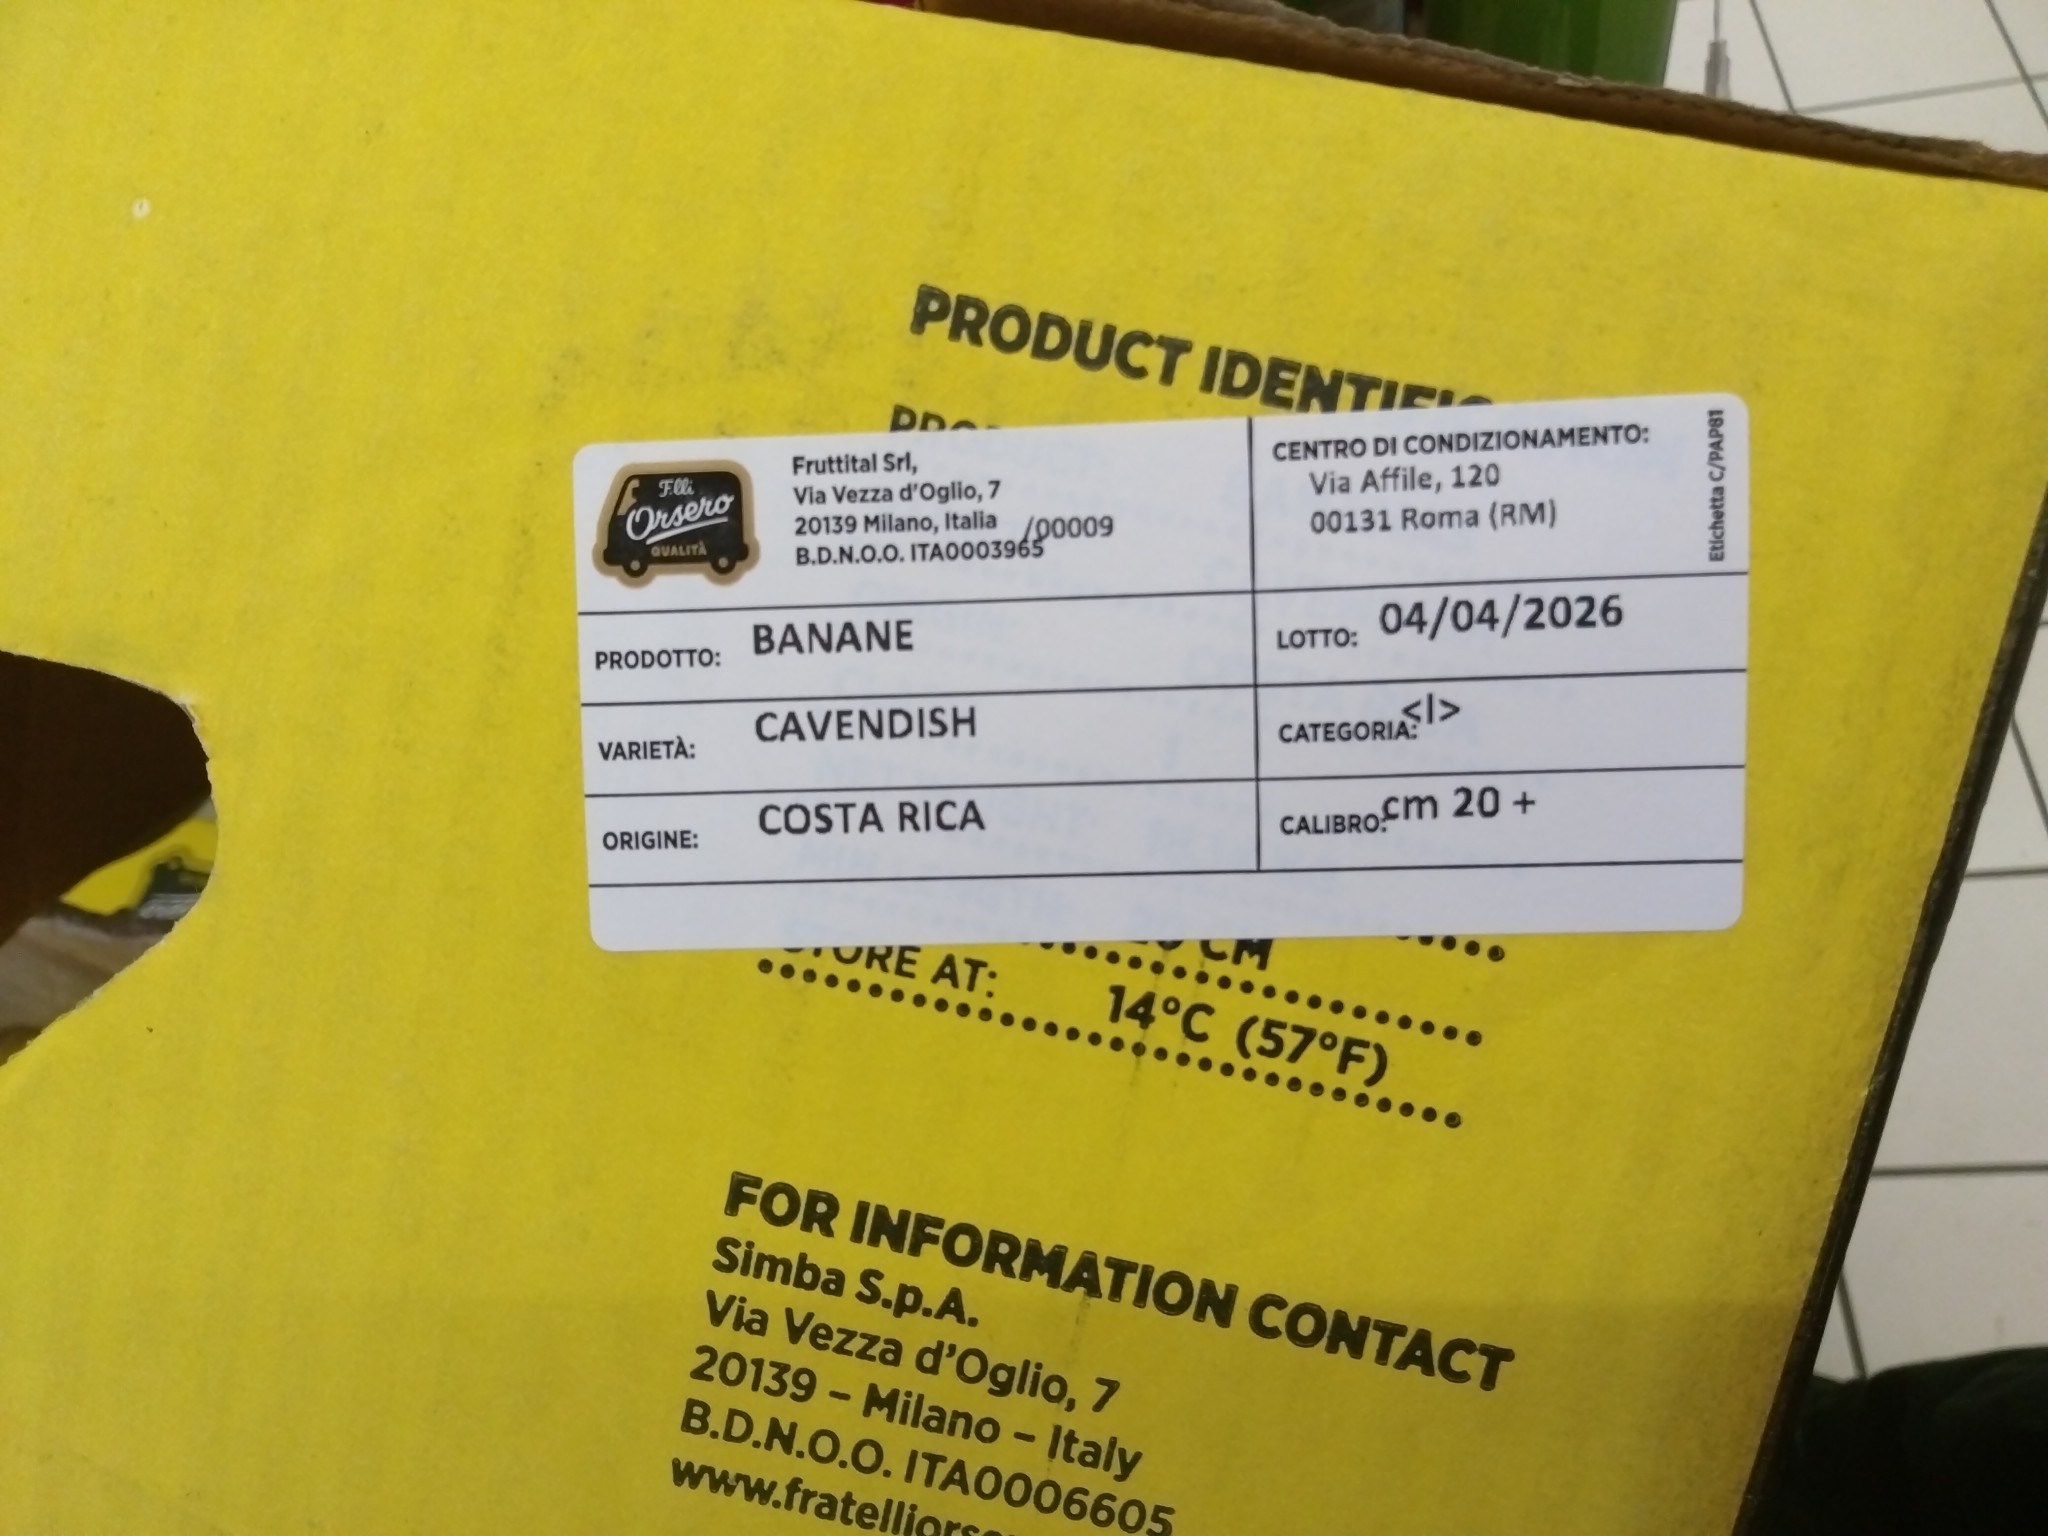 PRODUCT
F.lli
Orsero
QUALITÀ
Fruttital Srl,
Via Vezza d'Oglio, 7
20139 Milano, Italia
/00009
B.D.N.O.O. ITA0003965
CENTRO DI CONDIZIONAMENTO:
Via Affile, 120
00131 Roma (RM)
Etichetta C/PAP81
PRODOTTO: BANANE
LOTTO: 04/04/2026
VARIETÀ: CAVENDISH
CATEGORIA: <I>
ORIGINE: COSTA RICA
CALIBRO: cm 20 +
CM
STORE AT: 14°C (57°F)
FOR INFORMATION CONTACT
Simba S.p.A.
Via Vezza d'Oglio, 7
20139 – Milano – Italy
B.D.N.O.O. ITA0006605